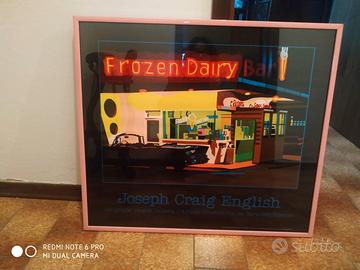 Frozen Dairy Bar
Joseph Craig English
REDMI NOTE 6 PRO
MI DUAL CAMERA
subito